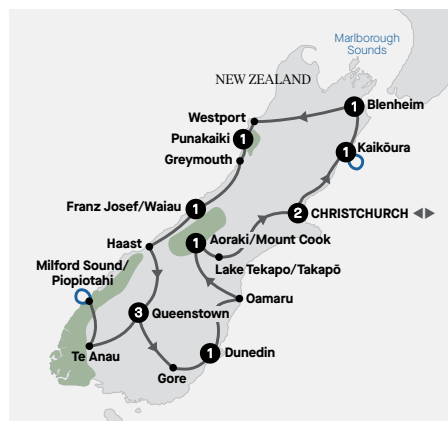 Marlborough
Sounds
NEW ZEALAND
Blenheim
1
Westport
Punakaiki
1
Kaikōura
1
Greymouth
Franz Josef/Waiau
1
2
CHRISTCHURCH
Aoraki/Mount Cook
1
Haast
Lake Tekapo/Takapō
Milford Sound/
Piopiotahi
Oamaru
3
Queenstown
Te Anau
1
Dunedin
Gore